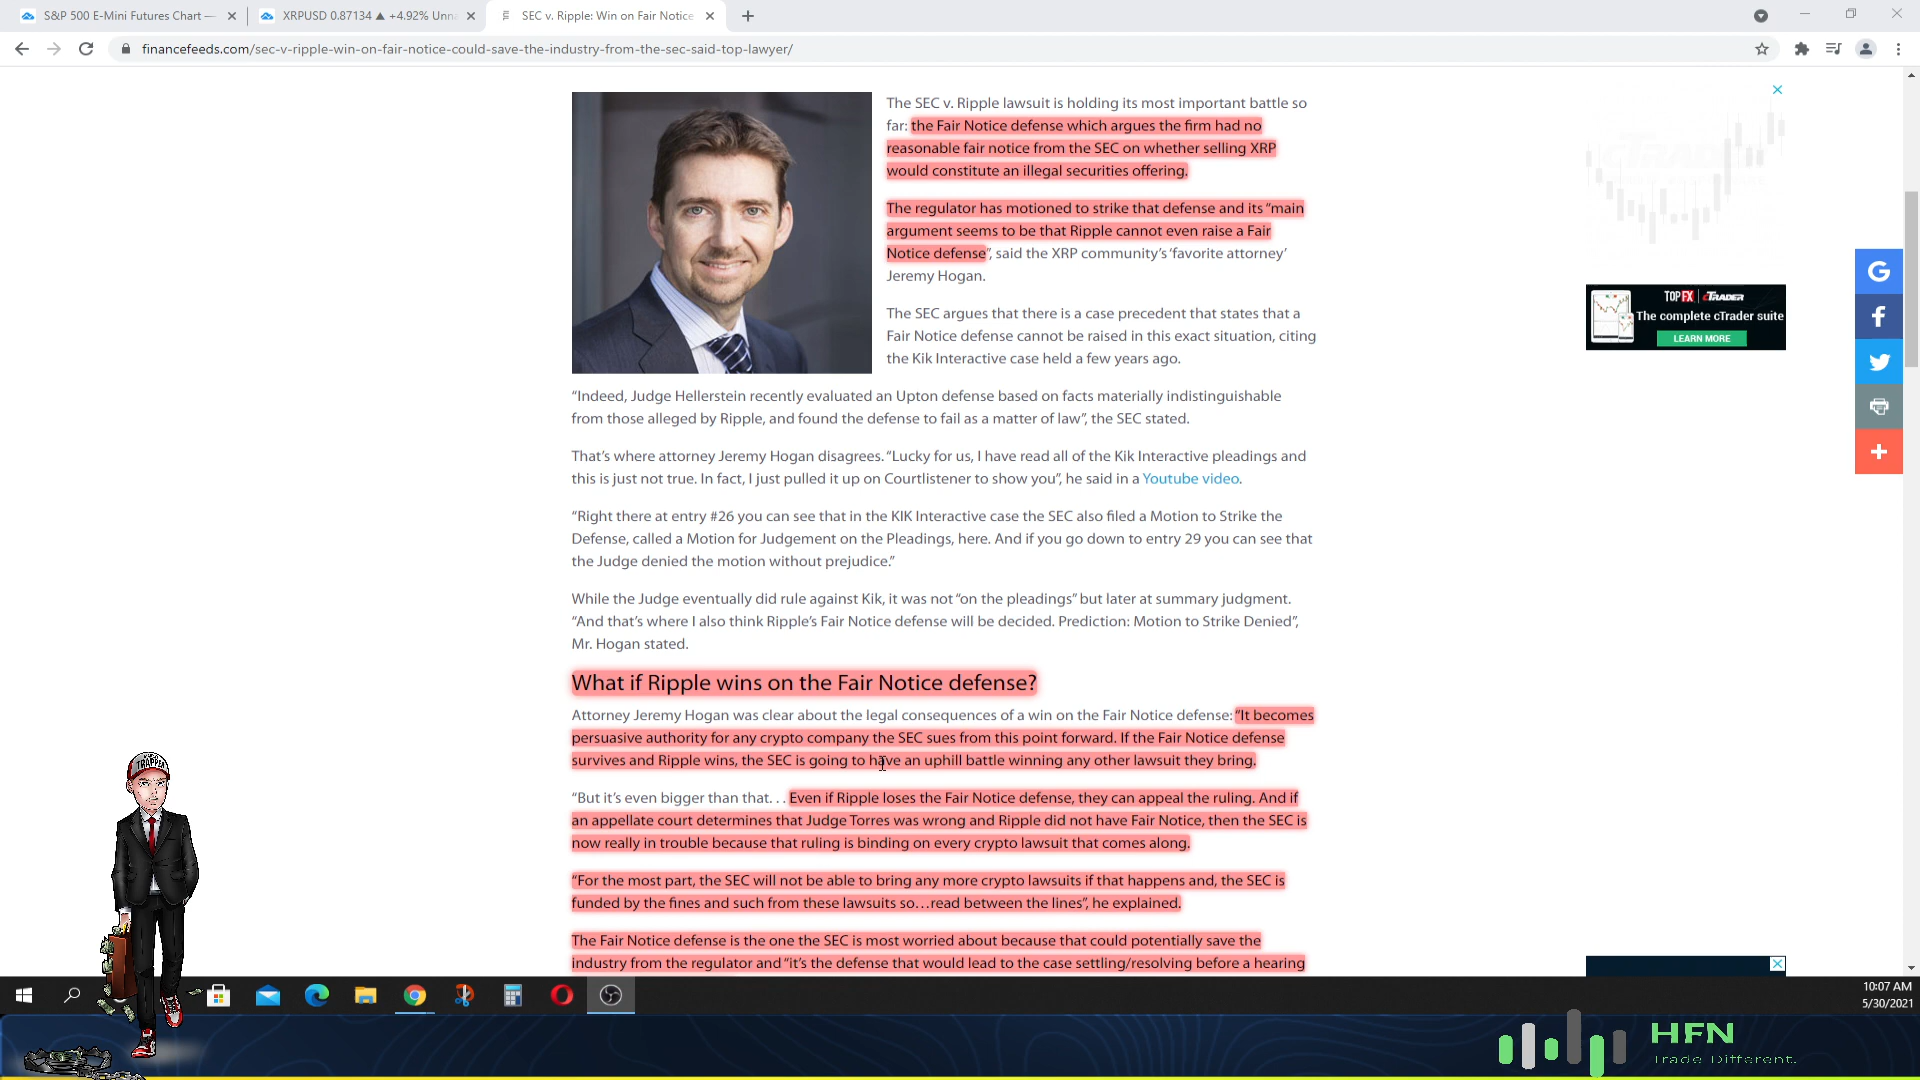 S&P 500 E-Mini Futures Chart —
XRPUSD 0.87134 ▲ +4.92% Unna
SEC v. Ripple: Win on Fair Notice
financefeeds.com/sec-v-ripple-win-on-fair-notice-could-save-the-industry-from-the-sec-said-top-lawyer/
The SEC v. Ripple lawsuit is holding its most important battle so
far: the Fair Notice defense which argues the firm had no
reasonable fair notice from the SEC on whether selling XRP
would constitute an illegal securities offering.
The regulator has motioned to strike that defense and its “main
argument seems to be that Ripple cannot even raise a Fair
Notice defense”, said the XRP community’s ‘favorite attorney’
Jeremy Hogan.
The SEC argues that there is a case precedent that states that a
Fair Notice defense cannot be raised in this exact situation, citing
the Kik Interactive case held a few years ago.
“Indeed, Judge Hellerstein recently evaluated an Upton defense based on facts materially indistinguishable
from those alleged by Ripple, and found the defense to fail as a matter of law”, the SEC stated.
That’s where attorney Jeremy Hogan disagrees. “Lucky for us, I have read all of the Kik Interactive pleadings and
this is just not true. In fact, I just pulled it up on Courtlistener to show you”, he said in a Youtube video.
“Right there at entry #26 you can see that in the KIK Interactive case the SEC also filed a Motion to Strike the
Defense, called a Motion for Judgement on the Pleadings, here. And if you go down to entry 29 you can see that
the Judge denied the motion without prejudice.”
While the Judge eventually did rule against Kik, it was not “on the pleadings” but later at summary judgment.
“And that’s where I also think Ripple’s Fair Notice defense will be decided. Prediction: Motion to Strike Denied”,
Mr. Hogan stated.
What if Ripple wins on the Fair Notice defense?
Attorney Jeremy Hogan was clear about the legal consequences of a win on the Fair Notice defense: “It becomes
persuasive authority for any crypto company the SEC sues from this point forward. If the Fair Notice defense
survives and Ripple wins, the SEC is going to have an uphill battle winning any other lawsuit they bring.
“But it’s even bigger than that. . . Even if Ripple loses the Fair Notice defense, they can appeal the ruling. And if
an appellate court determines that Judge Torres was wrong and Ripple did not have Fair Notice, then the SEC is
now really in trouble because that ruling is binding on every crypto lawsuit that comes along.
“For the most part, the SEC will not be able to bring any more crypto lawsuits if that happens and, the SEC is
funded by the fines and such from these lawsuits so…read between the lines”, he explained.
The Fair Notice defense is the one the SEC is most worried about because that could potentially save the
industry from the regulator and “it’s the defense that would lead to the case settling/resolving before a hearing
TOPFX | cTRADER
The complete cTrader suite
LEARN MORE
TRAPPER
10:07 AM
5/30/2021
HFN
Trade Different.